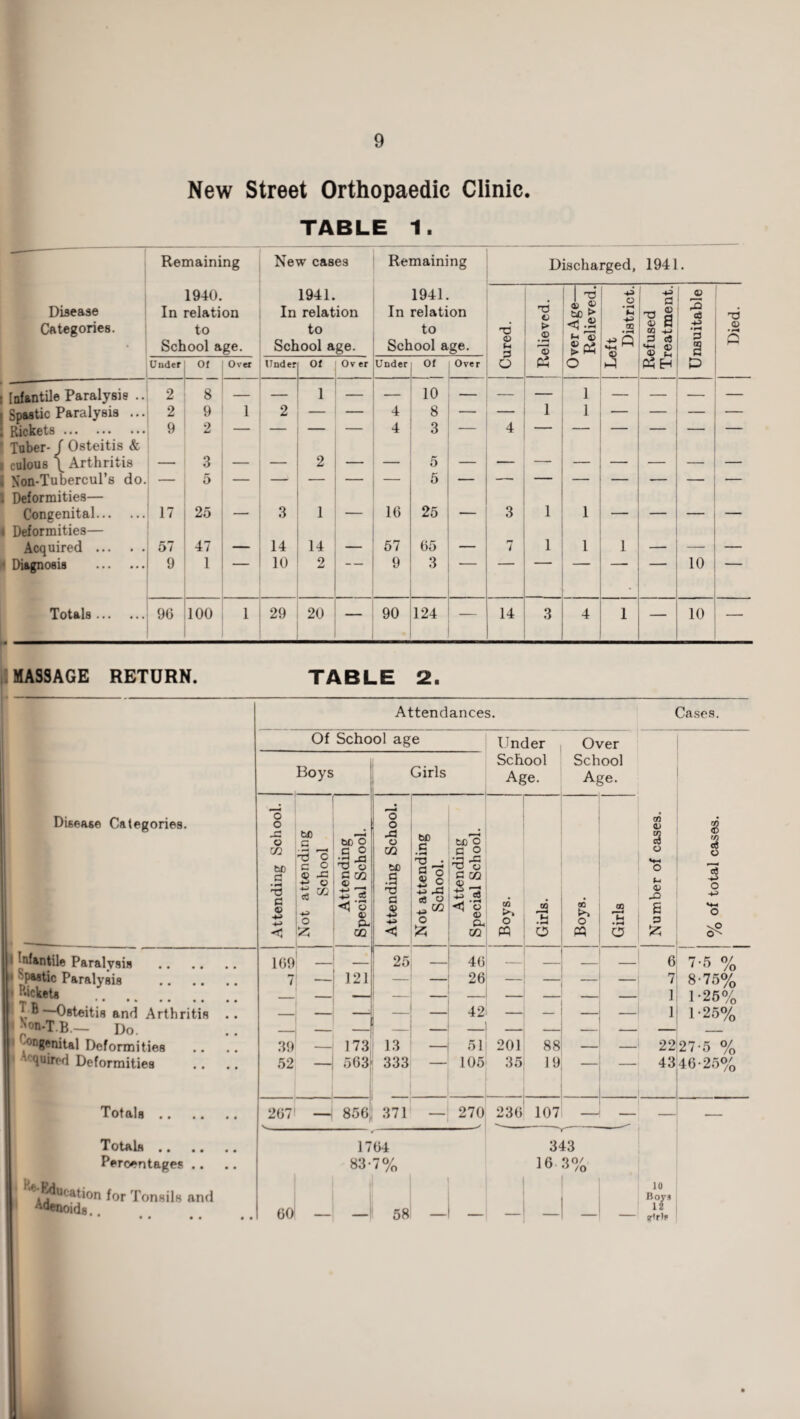 9
New Street Orthopaedic Clinic.
TABLE 1.
Disease Categories. | Remaining 1940. In relation to School age. | New cases 1941. In relation to School age. | Remaining 1941. In relation to School age. | Discharged, 1941.
Under | Of | Over | Under | Of | Over | Under | Of | Over | Cured. | Relieved. | Over Age—Relieved. | Left District. | Refused Treatment. | Unsuitable | Died.
Infantile Paralysis .. | 2 | 8 | — | — | 1 | — | — | 10 | — | — | — | 1 | — | — | — | —
Spastic Paralysis ... | 2 | 9 | 1 | 2 | — | — | 4 | 8 | — | — | 1 | 1 | — | — | — | —
Rickets ... ... ... | 9 | 2 | — | — | — | — | 4 | 3 | | 4 | — | — | — | — | — | —
Tuber- { Osteitis &
culous { Arthritis | — | 3 | — | — | 2 | — | — | 5 | — | — | — | — | — | — | — | —
Non-Tubercul's do. | — | 5 | — | — | — | — | — | 5 | — | — | — | — | — | — | — | —
Deformities—
Congenital... ... | 17 | 25 | — | 3 | 1 | — | 16 | 25 | — | 3 | 1 | 1 | — | — | — | —
Deformities—
Acquired ... . . | 57 | 47 | — | 14 | 14 | — | 57 | 65 | — | 7 | 1 | 1 | 1 | — | — | —
Diagnosis ... ... | 9 | 1 | — | 10 | 2 | — | 9 | 3 | — | — | — | — | — | — | 10 | —
Totals ... ... | 96 | 100 | 1 | 29 | 20 | — | 90 | 124 | — | 14 | 3 | 4 | 1 | — | 10 | —
MASSAGE RETURN. TABLE 2.
Disease Categories. | Attendances. | Cases.
Of School age | Under School Age. | Over School Age.
Boys | Girls
Attending School. | Not attending School | Attending Special School. | Attending School. | Not attending School. | Attending Special School. | Boys. | Girls. | Boys. | Girls | Number of cases. | % of total cases.
Infantile Paralysis .. .. .. | 169 | — | — | 25 | — | 46 | — | — | — | — | 6 | 7·5 %
Spastic Paralysis .. .. .. | 7 | — | 121 | — | — | 26 | — | — | — | — | 7 | 8·75%
Rickets .. .. .. .. .. | — | — | — | — | — | — | — | — | — | — | 1 | 1·25%
T.B—Osteitis and Arthritis .. | — | — | — | — | — | 42 | — | — | — | — | 1 | 1·25%
Non-T.B.— Do. .. | — | — | — | — | — | — | — | — | — | — | — | —
Congenital Deformities .. .. | 39 | — | 173 | 13 | — | 51 | 201 | 88 | — | — | 22 | 27·5 %
Acquired Deformities .. .. | 52 | — | 563 | 333 | — | 105 | 35 | 19 | — | — | 43 | 46·25%
Totals .. .. .. | 267 | — | 856 | 371 | — | 270 | 236 | 107 | — | — | — | —
Totals .. .. .. | 1764 | 343
Percentages .. .. | 83·7% | 16 3%
Re-Education for Tonsils and
Adenoids.. .. .. .. | 60 | — | — | 58 | — | — | — | — | — | — | 10 Boys 12 girls